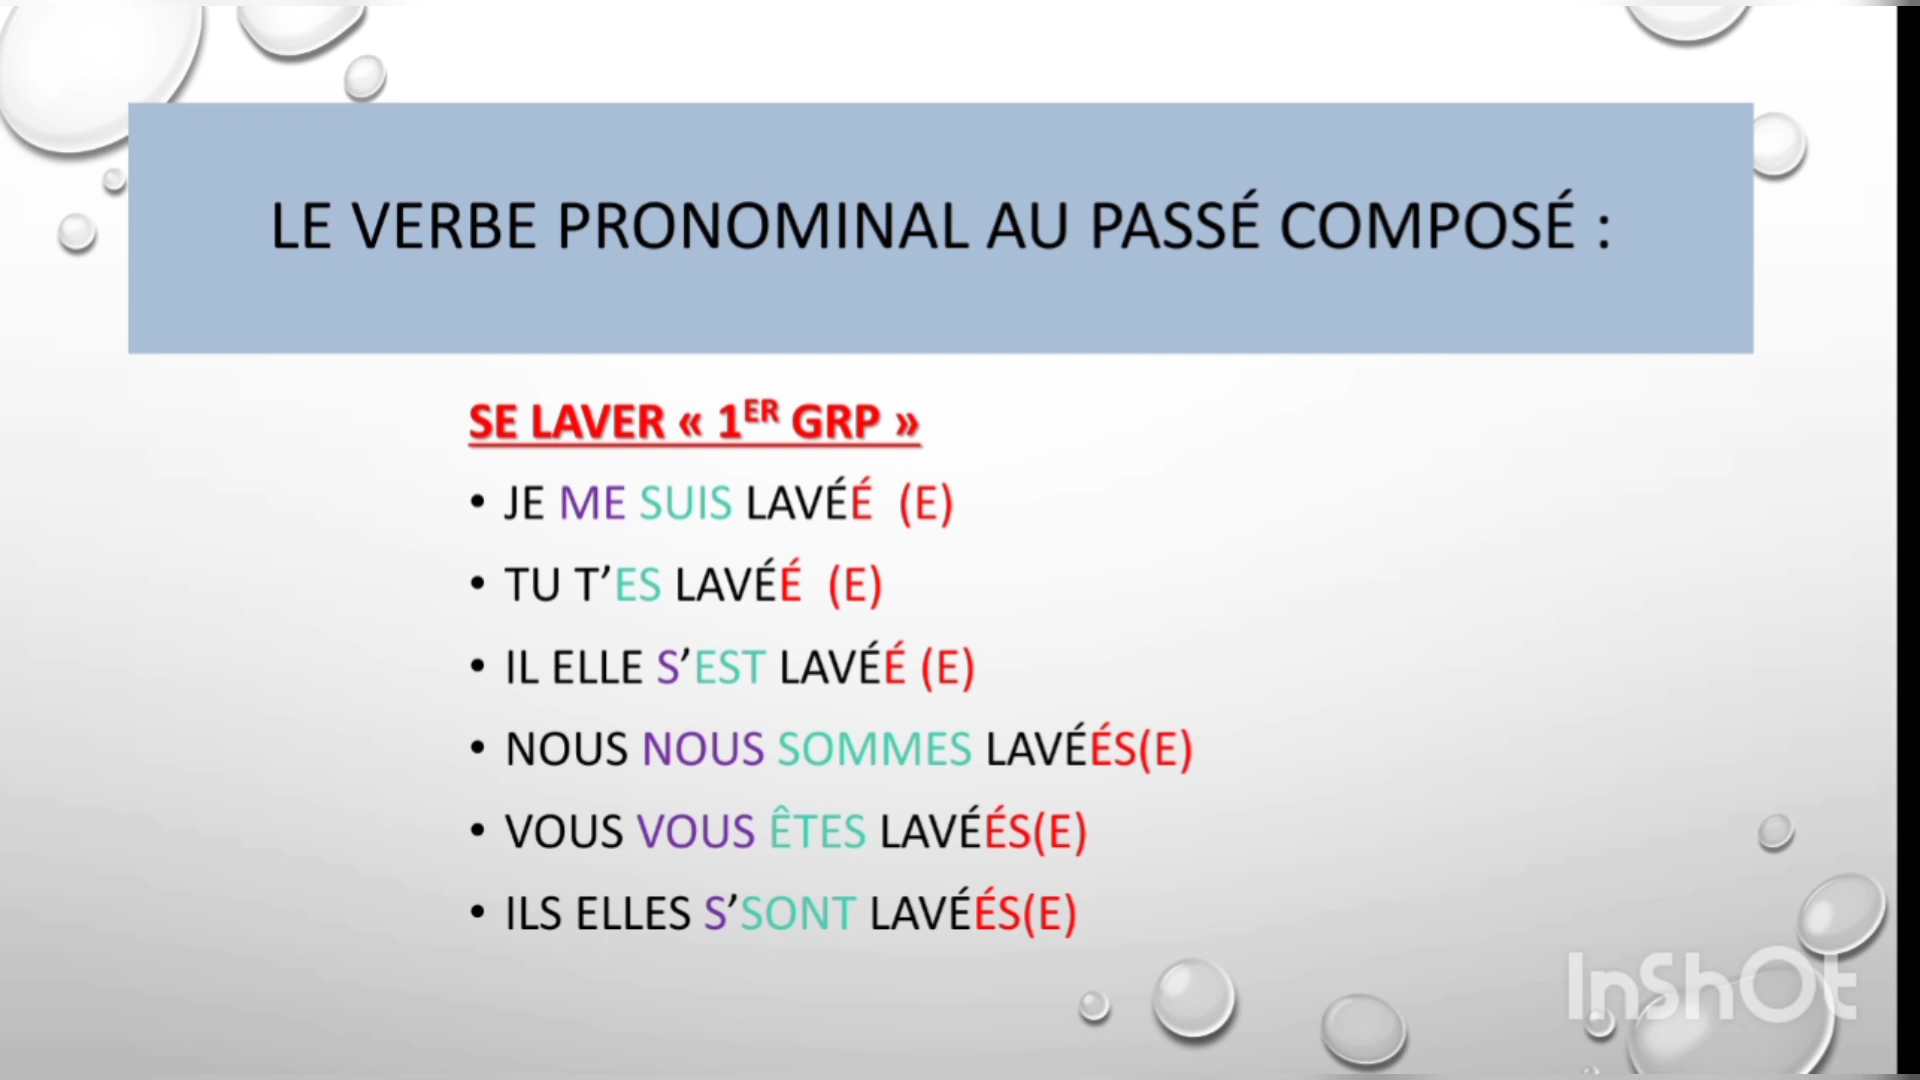 LE VERBE PRONOMINAL AU PASSÉ COMPOSÉ :
SE LAVER « 1ER GRP »
• JE ME SUIS LAVÉÉ (E)
• TU T’ES LAVÉÉ (E)
• IL ELLE S’EST LAVÉÉ (E)
• NOUS NOUS SOMMES LAVÉÉS(E)
• VOUS VOUS ÊTES LAVÉÉS(E)
• ILS ELLES S’SONT LAVÉÉS(E)
InShOt